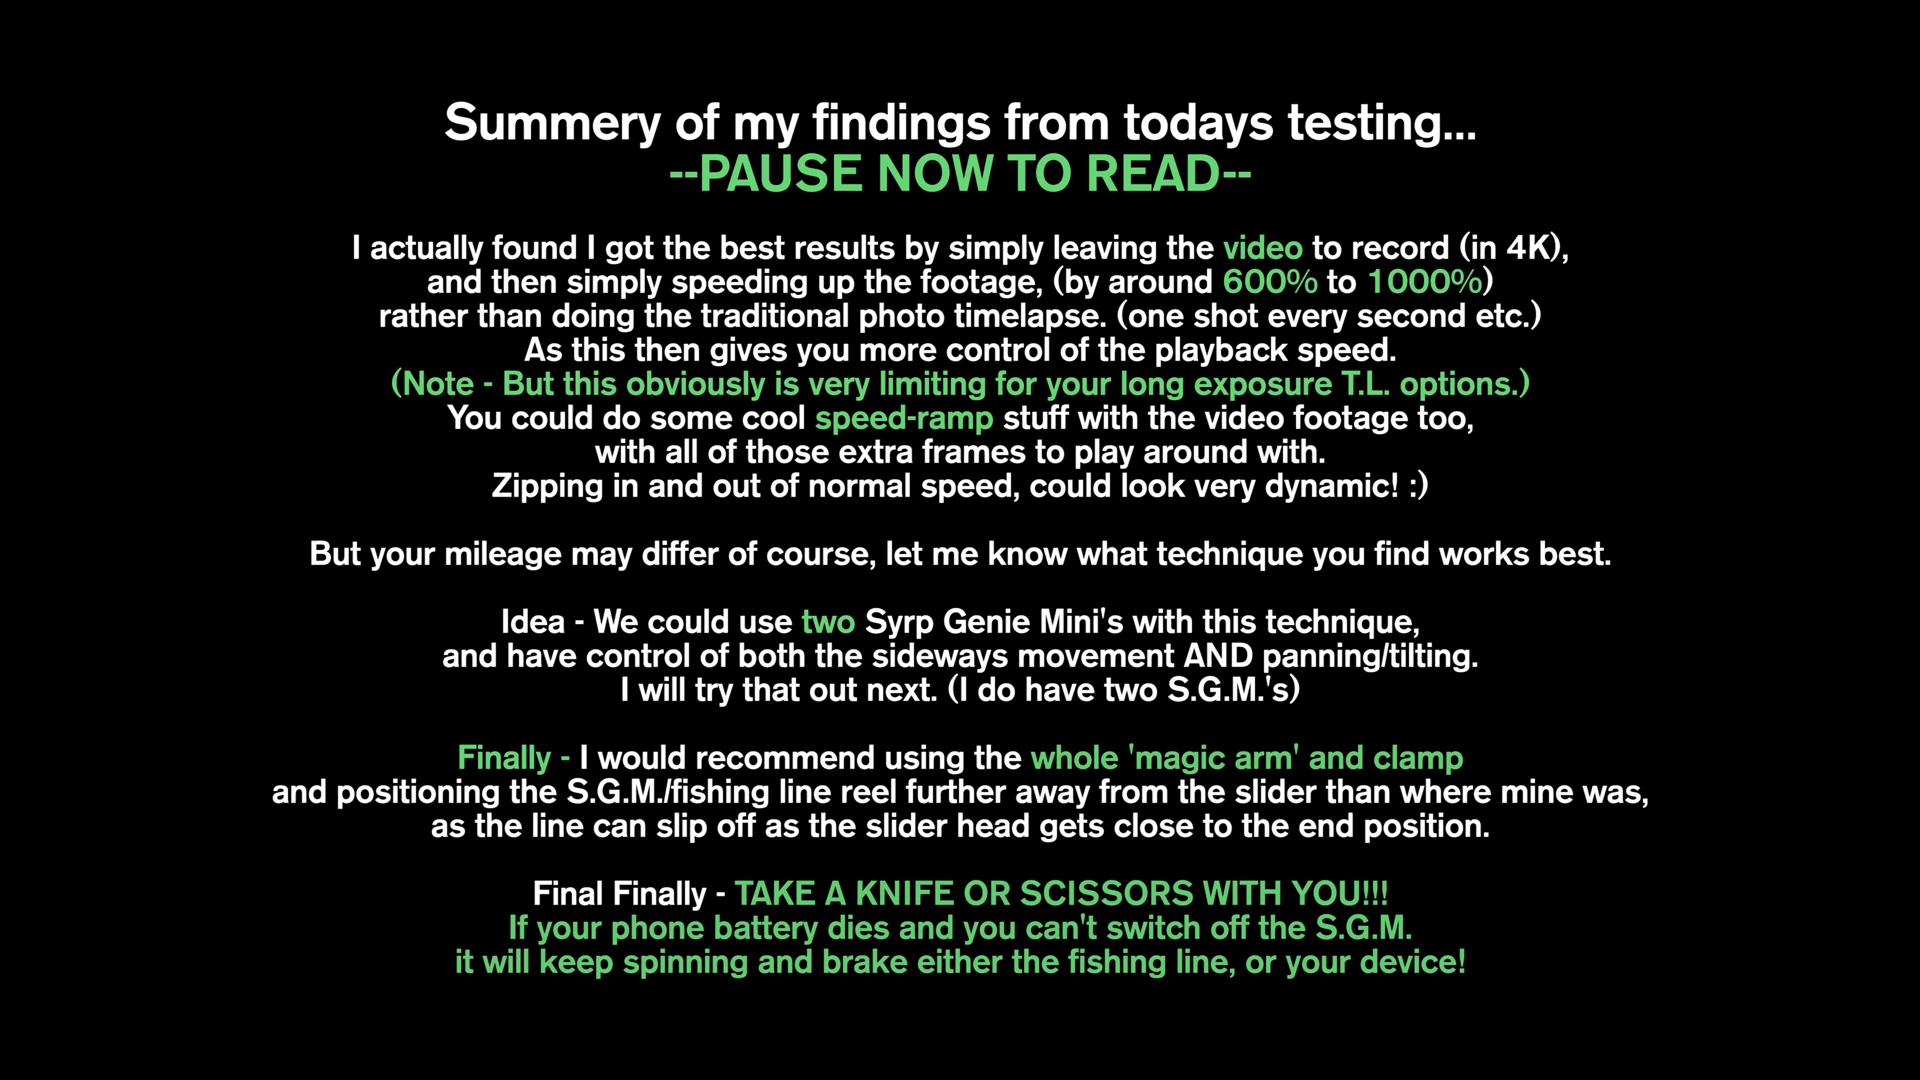 Summery of my findings from todays testing...
--PAUSE NOW TO READ--
I actually found I got the best results by simply leaving the video to record (in 4K),
and then simply speeding up the footage, (by around 600% to 1000%)
rather than doing the traditional photo timelapse. (one shot every second etc.)
As this then gives you more control of the playback speed.
(Note - But this obviously is very limiting for your long exposure T.L. options.)
You could do some cool speed-ramp stuff with the video footage too,
with all of those extra frames to play around with.
Zipping in and out of normal speed, could look very dynamic! :)
But your mileage may differ of course, let me know what technique you find works best.
Idea - We could use two Syrp Genie Mini's with this technique,
and have control of both the sideways movement AND panning/tilting.
I will try that out next. (I do have two S.G.M.'s)
Finally - I would recommend using the whole 'magic arm' and clamp
and positioning the S.G.M./fishing line reel further away from the slider than where mine was,
as the line can slip off as the slider head gets close to the end position.
Final Finally - TAKE A KNIFE OR SCISSORS WITH YOU!!!
If your phone battery dies and you can't switch off the S.G.M.
it will keep spinning and brake either the fishing line, or your device!